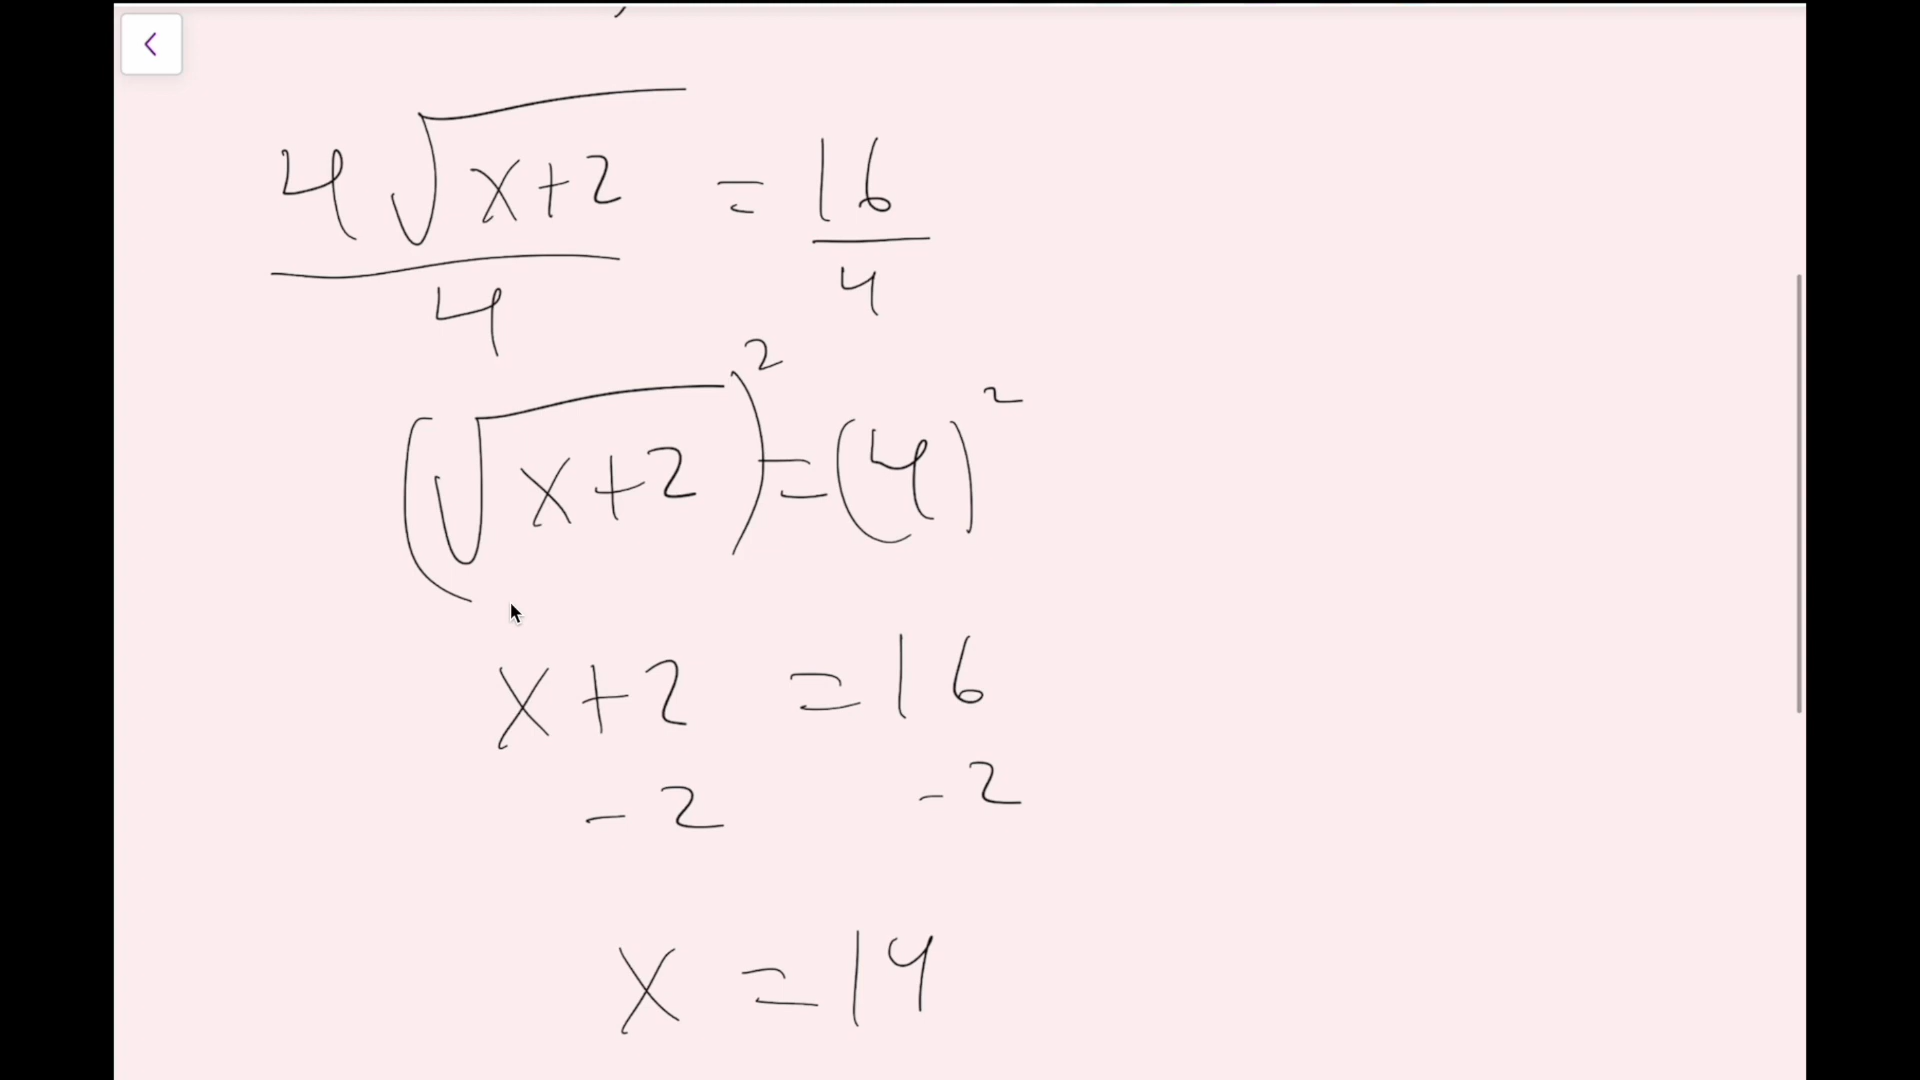 4√x+2 = 16
4 4
(√x+2)² = (4)²
x+2 = 16
-2 -2
x = 14